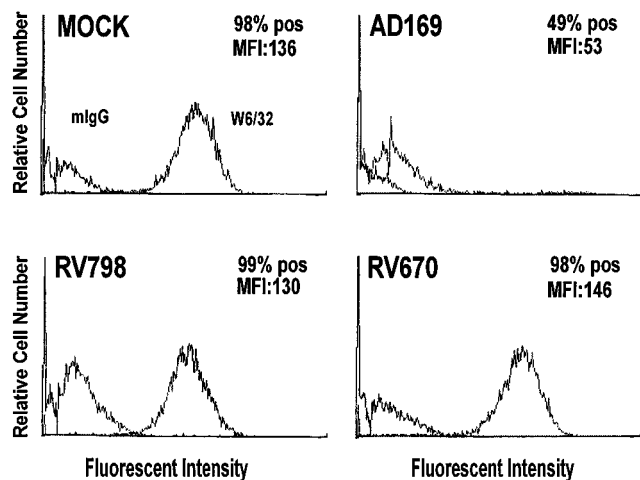 MOCK
98% pos
MFI:136
mIgG
W6/32
Relative Cell Number
AD169
49% pos
MFI:53
RV798
99% pos
MFI:130
Relative Cell Number
Fluorescent Intensity
RV670
98% pos
MFI:146
Fluorescent Intensity